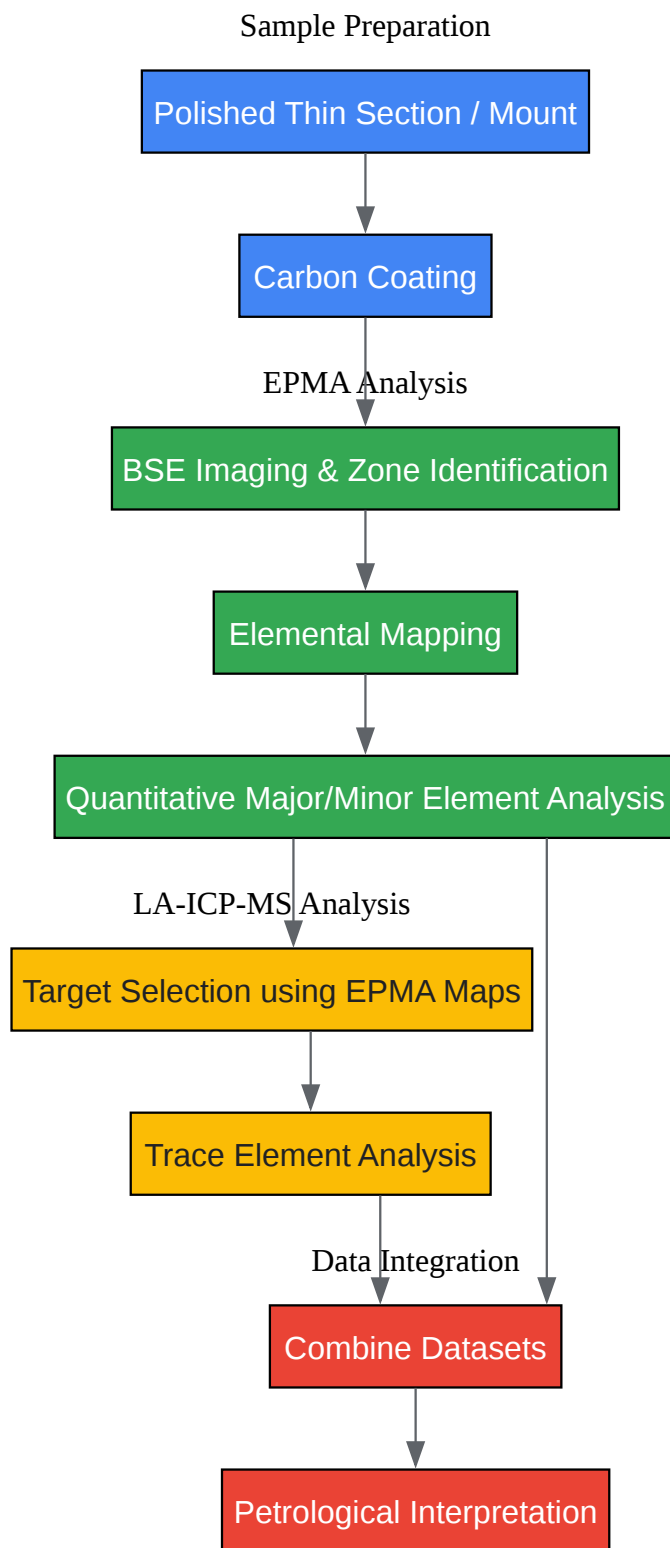 Sample Preparation
Polished Thin Section / Mount
Carbon Coating
EPMA Analysis
BSE Imaging & Zone Identification
Elemental Mapping
Quantitative Major/Minor Element Analysis
LA-ICP-MS Analysis
Target Selection using EPMA Maps
Trace Element Analysis
Data Integration
Combine Datasets
Petrological Interpretation